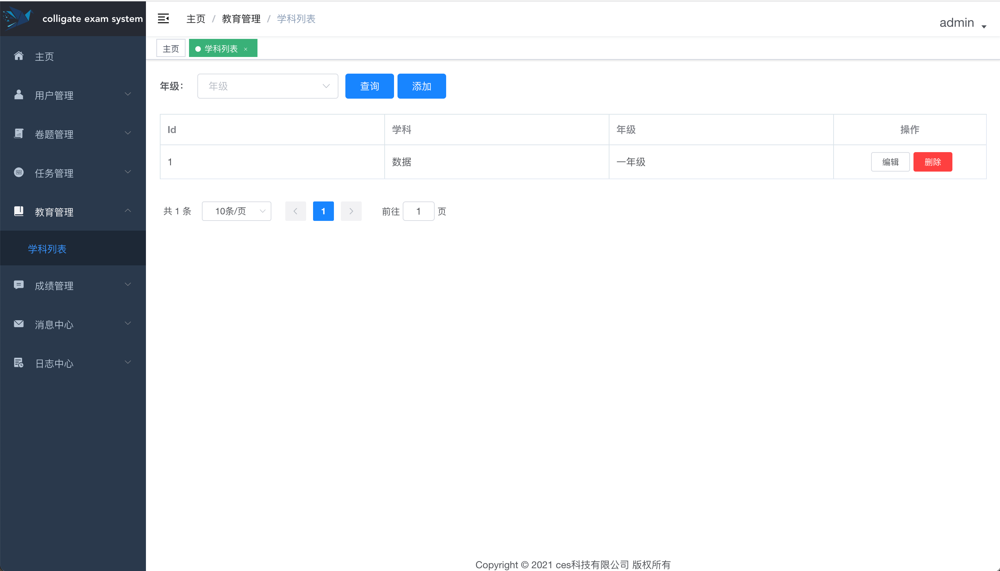 colligate exam system
主页 / 教育管理 / 学科列表
admin
主页
学科列表 ×
主页
用户管理
卷题管理
任务管理
教育管理
学科列表
成绩管理
消息中心
日志中心
年级：
年级
查询
添加
Id 学科 年级 操作
1 数据 一年级 编辑 删除
共 1 条 10条/页 1 前往 1 页
Copyright © 2021 ces科技有限公司 版权所有